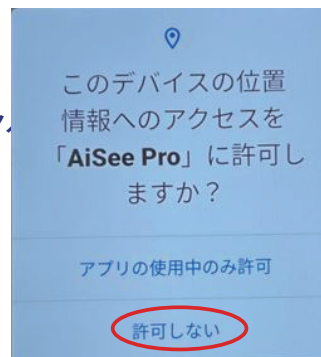 このデバイスの位置
情報へのアクセスを
「AiSee Pro」に許可し
ますか？
アプリの使用中のみ許可
許可しない